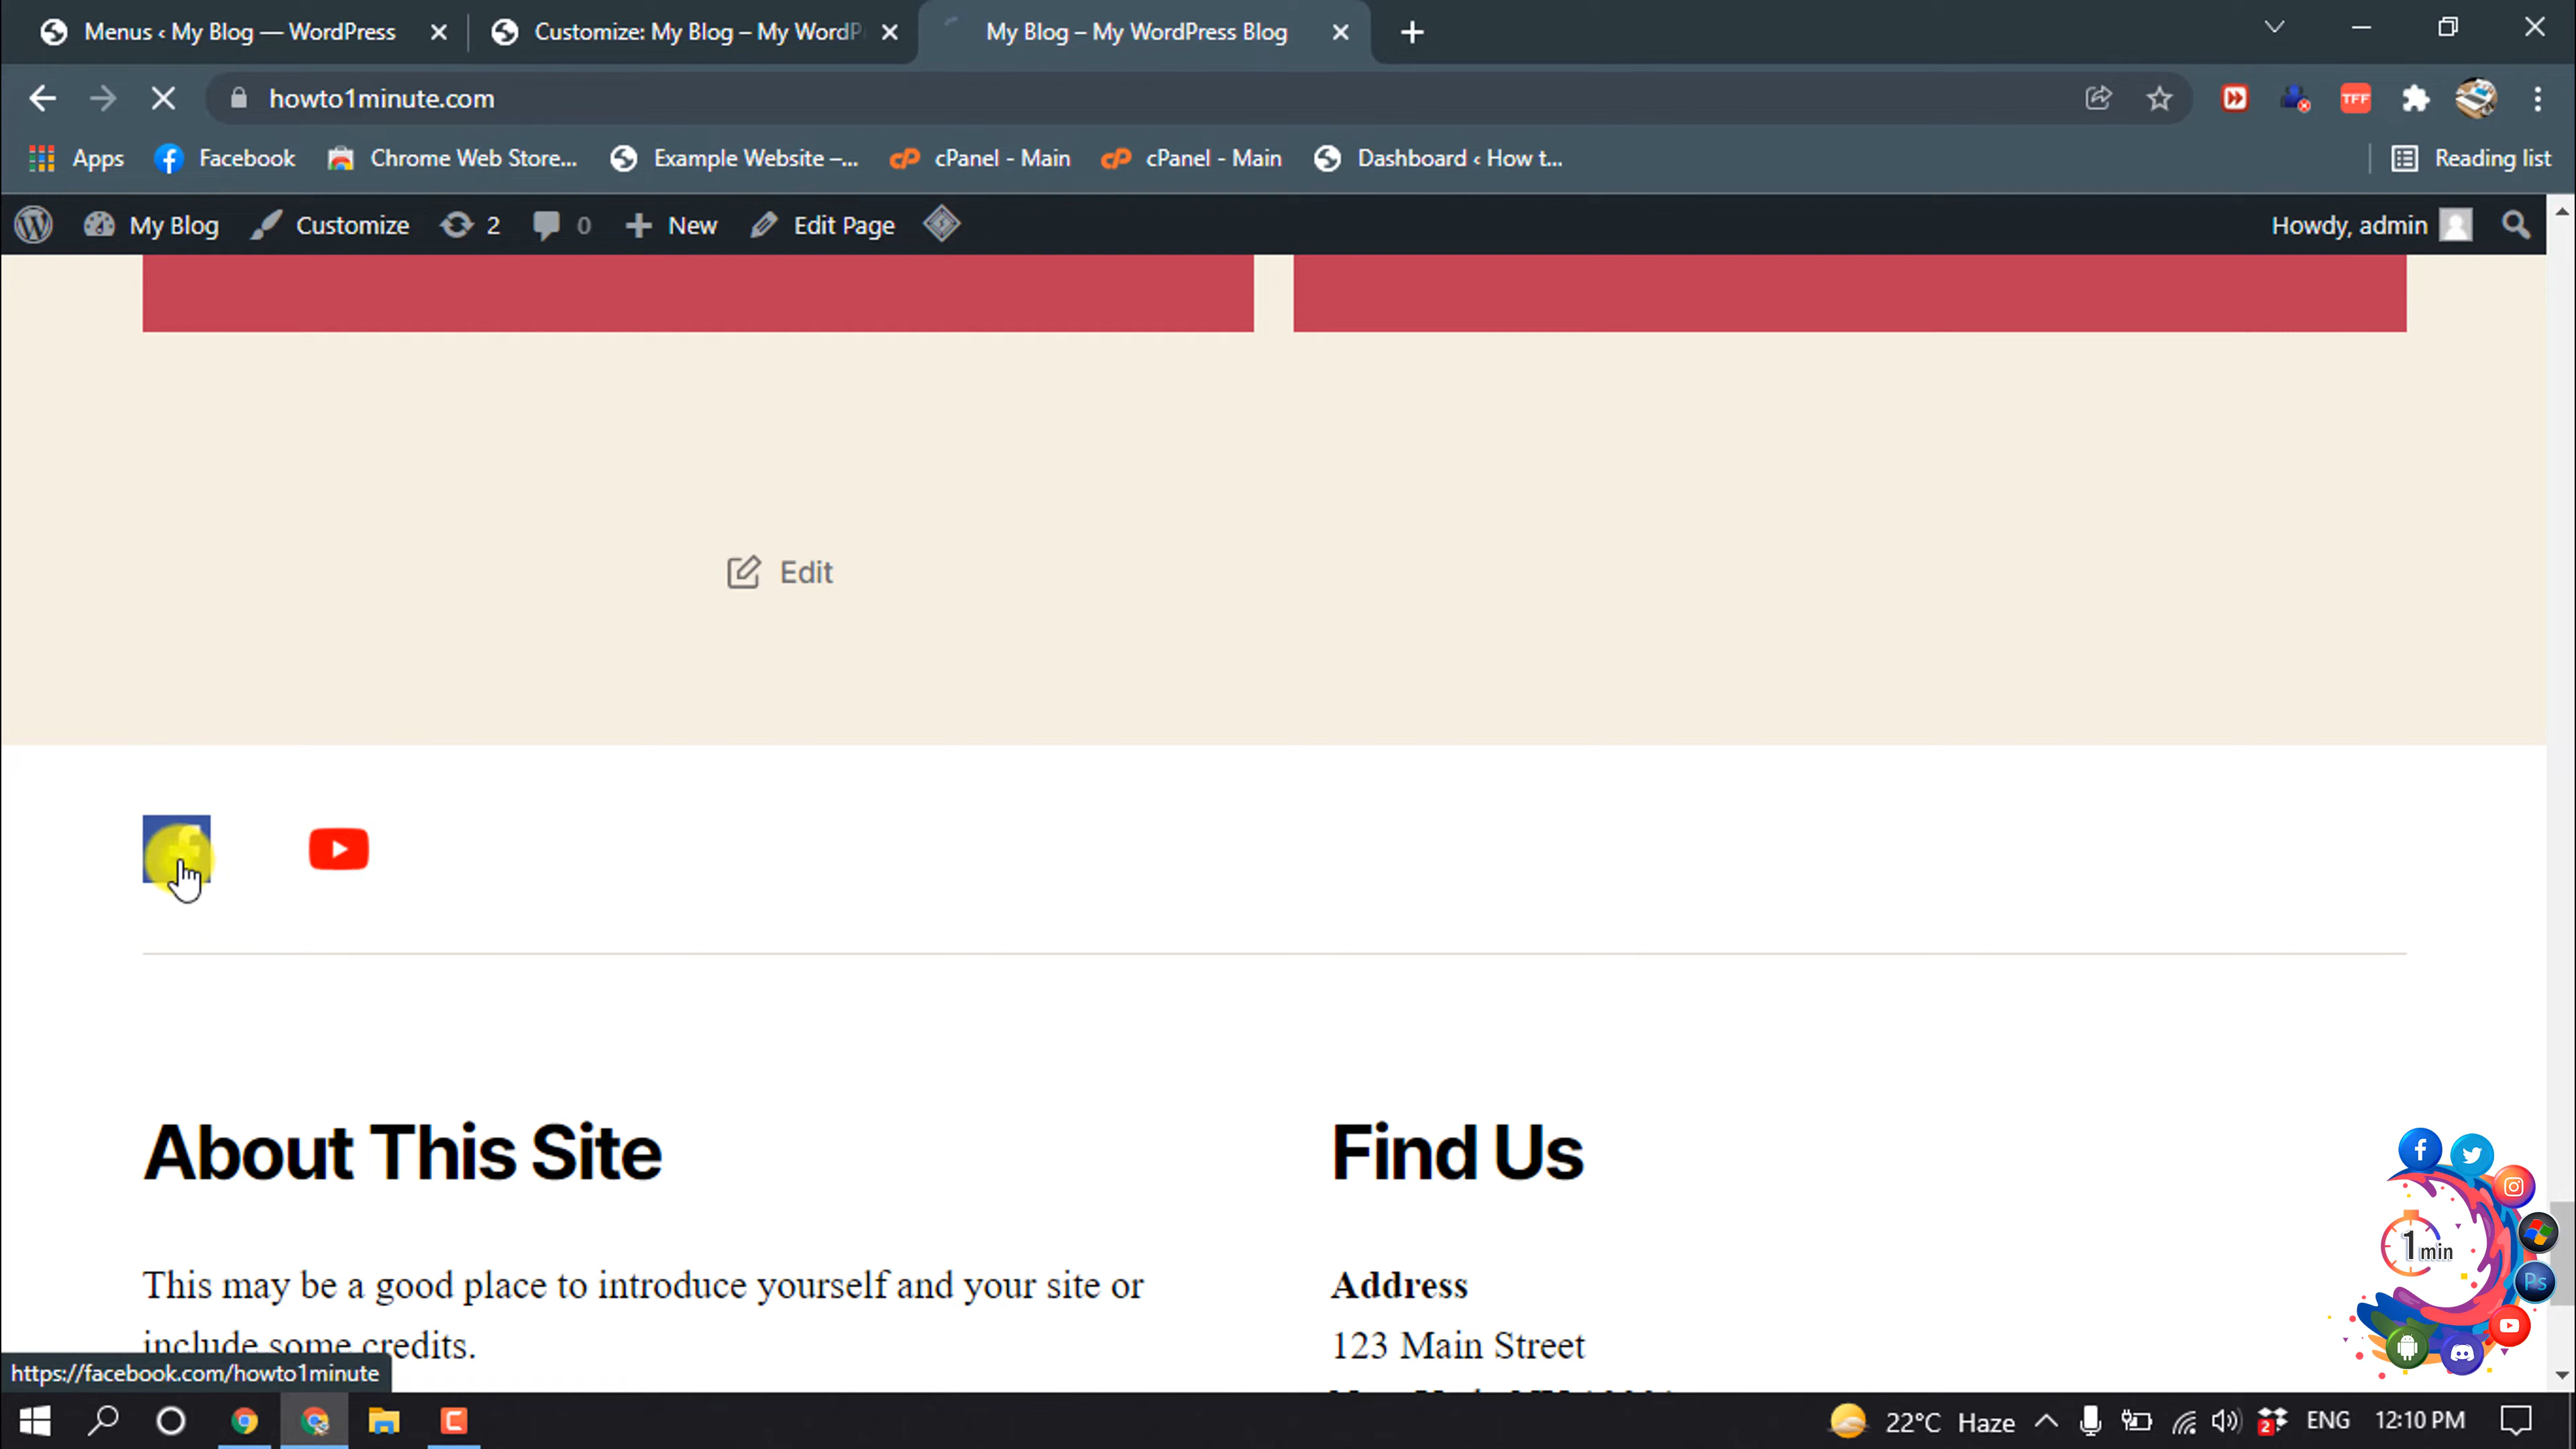 Menus ‹ My Blog — WordPress
Customize: My Blog – My WordP
My Blog – My WordPress Blog
howto1minute.com
TFF
Apps
Facebook
Chrome Web Store...
Example Website –...
cPanel - Main
cPanel - Main
Dashboard ‹ How t...
Reading list
My Blog
Customize
2
0
New
Edit Page
Howdy, admin
Edit
About This Site
Find Us
This may be a good place to introduce yourself and your site or
include some credits.
Address
123 Main Street
1 min
Ps
https://facebook.com/howto1minute
22°C Haze
2
ENG
12:10 PM